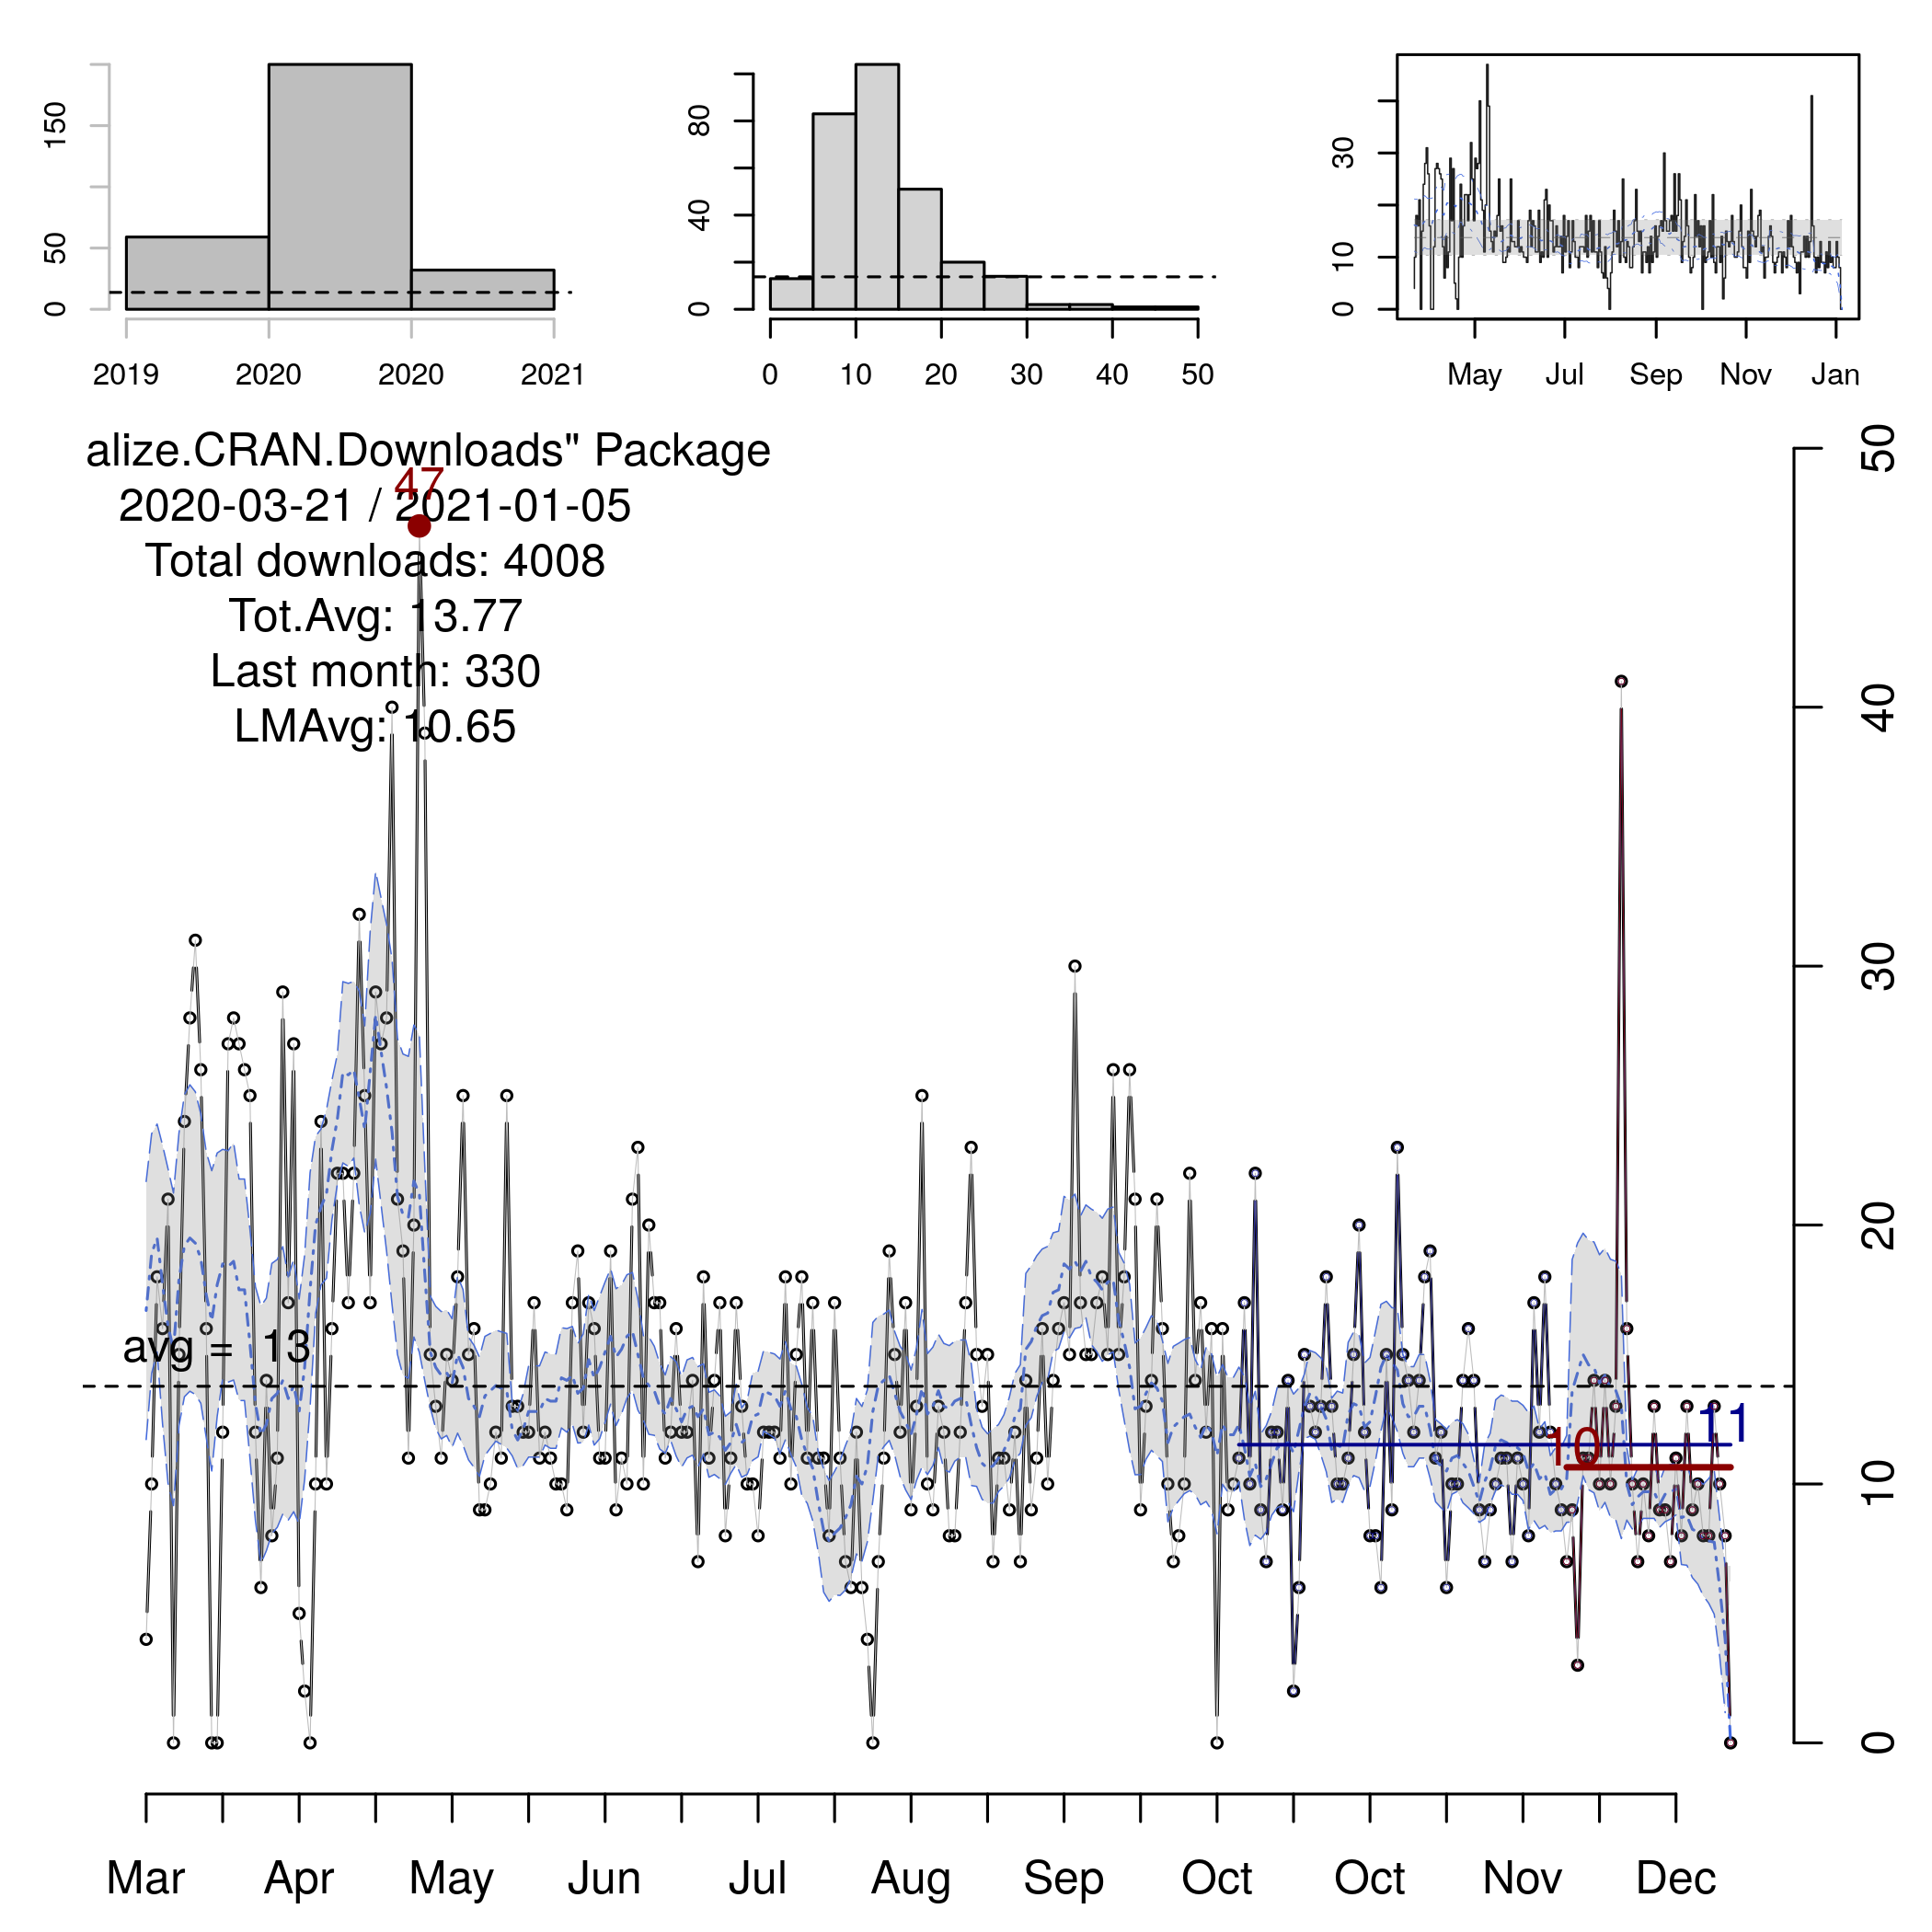 150
50
0
2019 2020 2020 2021
80
40
0
0 10 20 30 40 50
30
10
0
May Jul Sep Nov Jan
alize.CRAN.Downloads" Package
47
2020-03-21 / 2021-01-05
Total downloads: 4008
Tot.Avg: 13.77
Last month: 330
LMAvg: 10.65
avg = 13
10
11
50
40
30
20
10
0
Mar Apr May Jun Jul Aug Sep Oct Oct Nov Dec